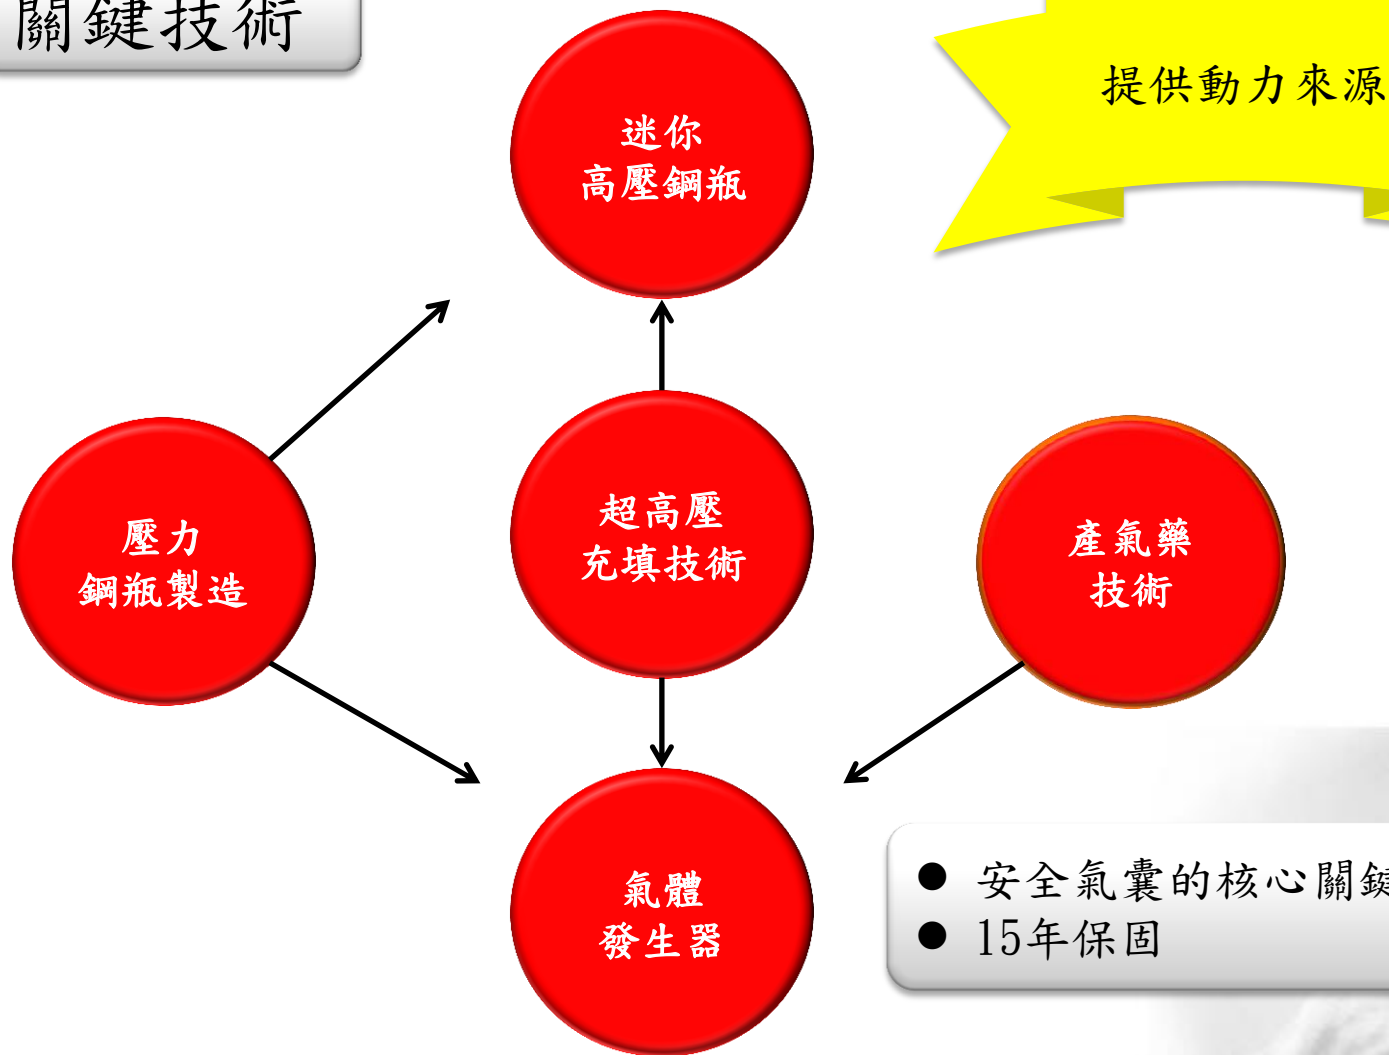 關鍵技術
提供動力來源
迷你
高壓鋼瓶
壓力
鋼瓶製造
超高壓
充填技術
產氣藥
技術
氣體
發生器
● 安全氣囊的核心關鍵
● 15年保固